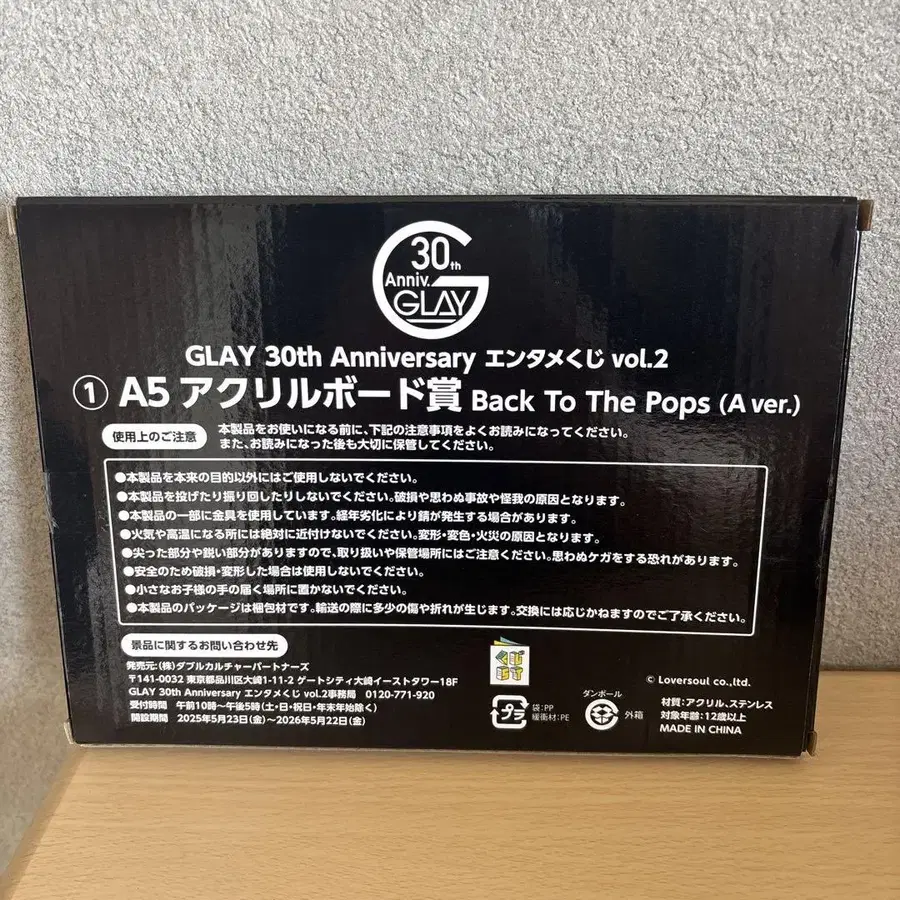 30th
Anniv.
GLAY
GLAY 30th Anniversary エンタメくじ vol.2
① A5 アクリルボード賞 Back To The Pops (A ver.)
使用上のご注意
本製品をお使いになる前に、下記の注意事項をよくお読みになってください。
また、お読みになった後も大切に保管してください。
●本製品を本来の目的以外にはご使用しないでください。
●本製品を投げたり振り回したりしないでください。破損や思わぬ事故や怪我の原因となります。
●本製品の一部に金具を使用しています。経年劣化により錆が発生する場合があります。
●火気や高温になる所には絶対に近付けないでください。変形・変色・火災の原因となります。
●尖った部分や鋭い部分がありますので、取り扱いや保管場所にはご注意ください。思わぬケガをする恐れがあります。
●安全のため破損・変形した場合は使用しないでください。
●小さなお子様の手の届く場所に置かないでください。
●本製品のパッケージは梱包材です。輸送の際に多少の傷や折れが生じます。交換には応じかねますのでご了承ください。
景品に関するお問い合わせ先
発売元:(株)ダブルカルチャーパートナーズ
〒141-0032 東京都品川区大崎1-11-2 ゲートシティ大崎イーストタワー18F
GLAY 30th Anniversary エンタメくじ vol.2事務局 0120-771-920
受付時間 午前10時〜午後5時(土・日・祝日・年末年始除く)
開設期間 2025年5月23日(金)〜2026年5月22日(金)
くじ
引す
プラ
袋:PP
緩衝材:PE
ダンボール
外箱
© Loversoul co.,ltd.
材質:アクリル、ステンレス
対象年齢:12歳以上
MADE IN CHINA